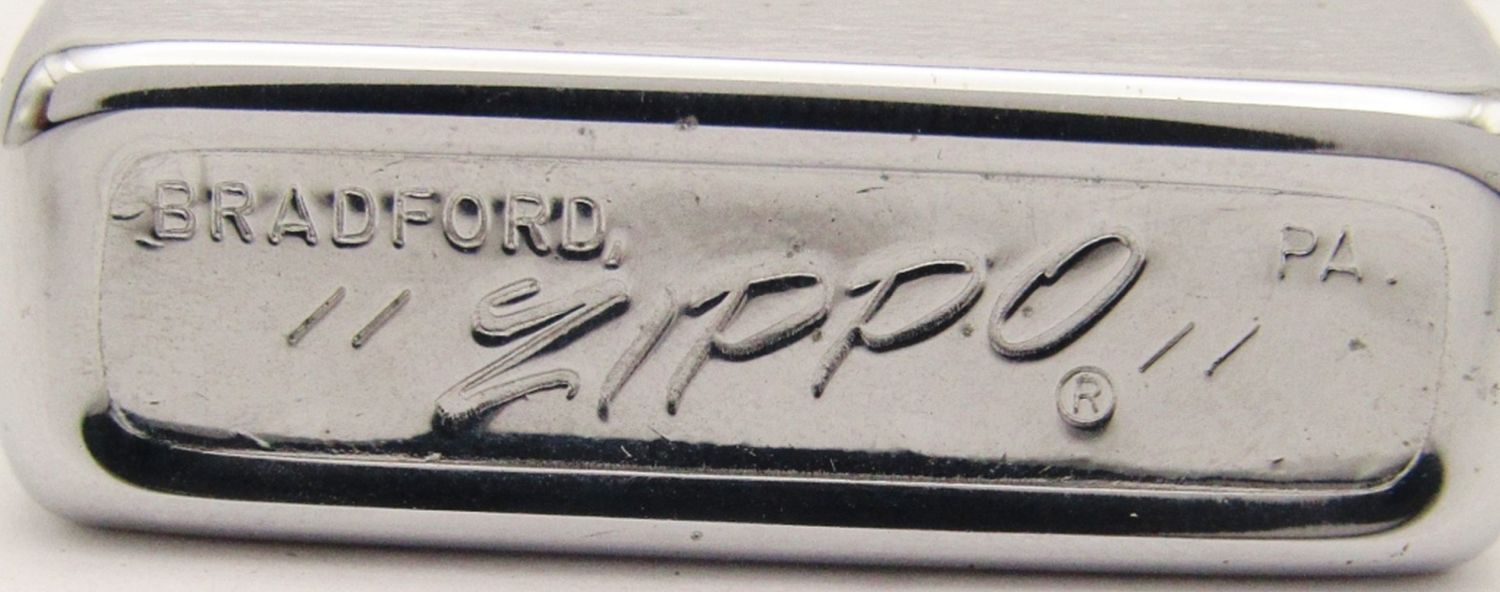 BRADFORD, PA.
// Zippo ® //